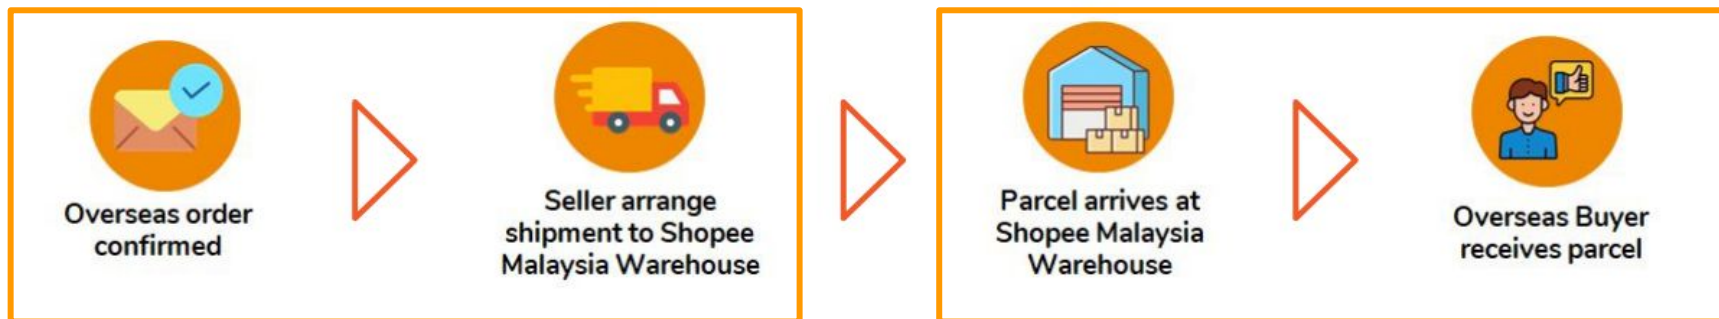 Overseas order
confirmed
Seller arrange
shipment to Shopee
Malaysia Warehouse
Parcel arrives at
Shopee Malaysia
Warehouse
Overseas Buyer
receives parcel